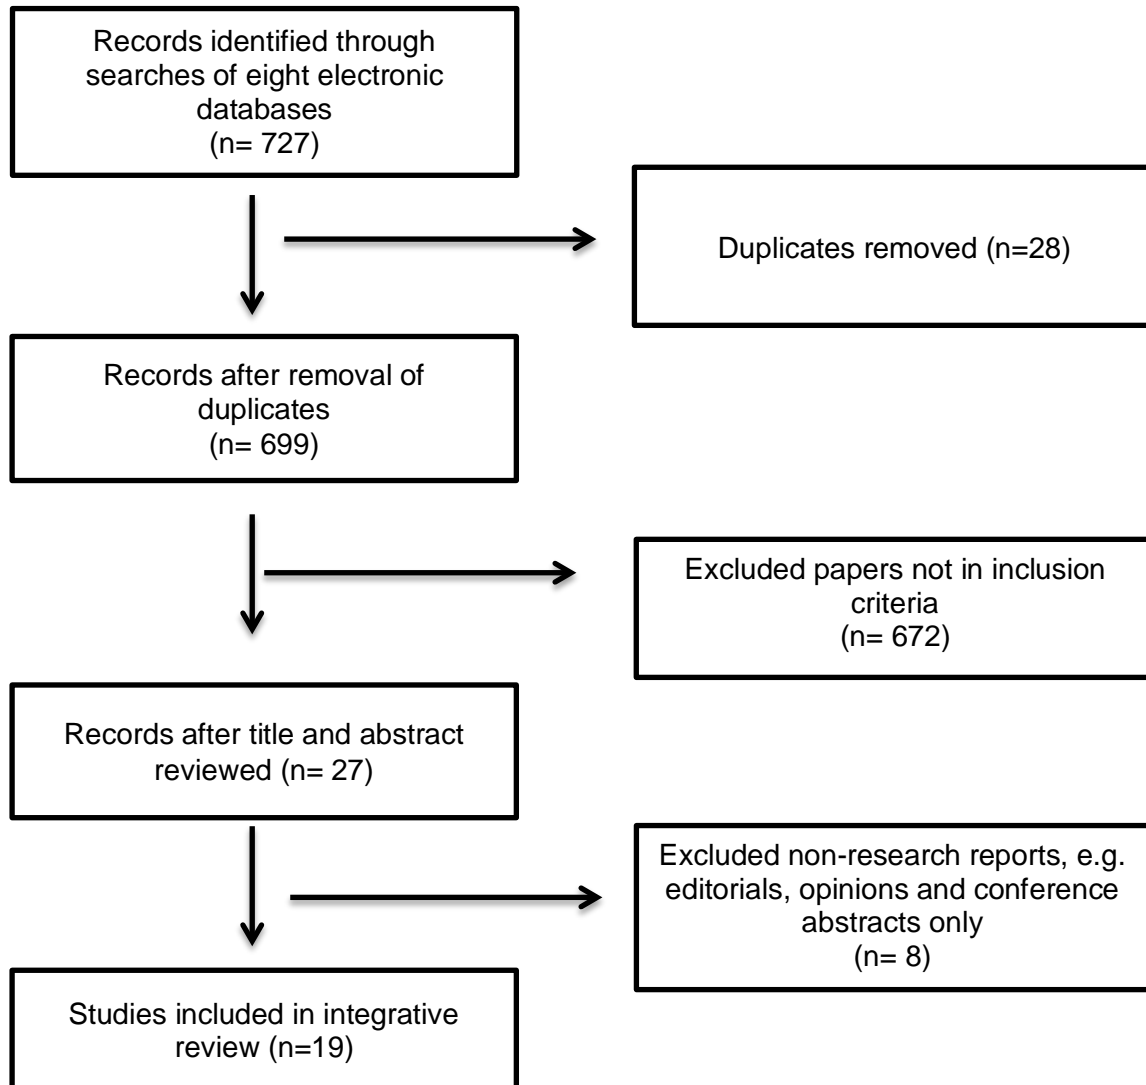 Records identified through
searches of eight electronic
databases
(n= 727)
Duplicates removed (n=28)
Records after removal of
duplicates
(n= 699)
Excluded papers not in inclusion
criteria
(n= 672)
Records after title and abstract
reviewed (n= 27)
Excluded non-research reports, e.g.
editorials, opinions and conference
abstracts only
(n= 8)
Studies included in integrative
review (n=19)